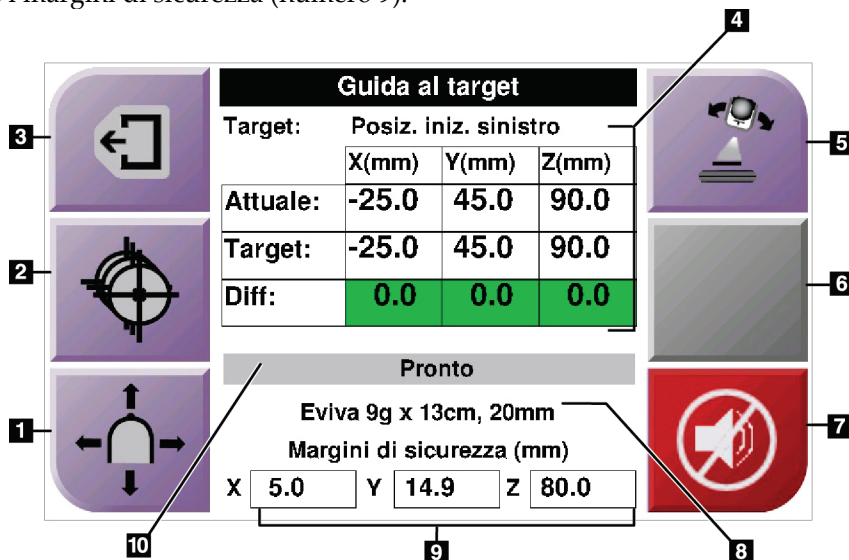 i margini di sicurezza (numero 9).
4
Guida al target
3
Target: Posiz. iniz. sinistro
5
X(mm) Y(mm) Z(mm)
Attuale: -25.0 45.0 90.0
2
Target: -25.0 45.0 90.0
6
Diff: 0.0 0.0 0.0
Pronto
1
Eviva 9g x 13cm, 20mm
7
Margini di sicurezza (mm)
X 5.0 Y 14.9 Z 80.0
10
9
8